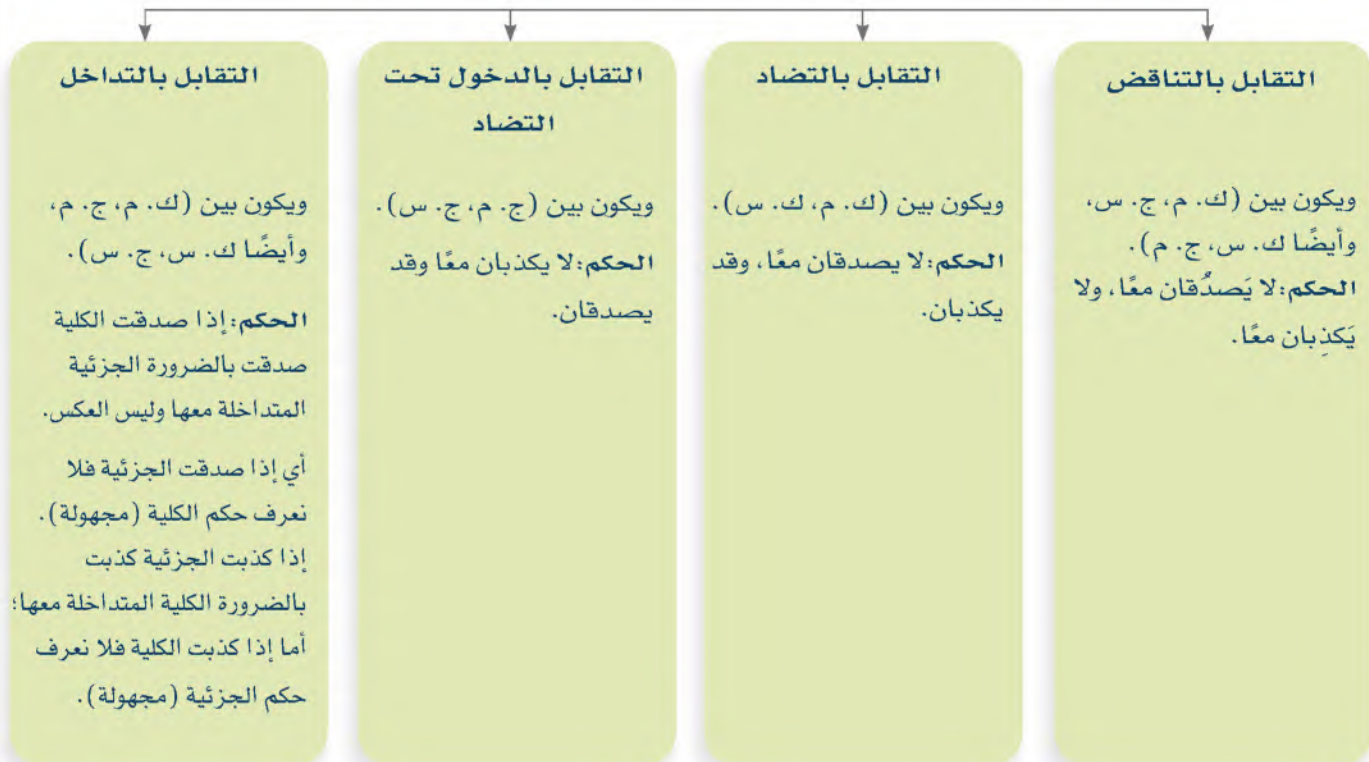 التقابل بالتناقض
ويكون بين (ك. م، ج. س،
وأيضًا ك. س، ج. م).
الحكم: لا يَصدُقان معًا، ولا
يَكذِبان معًا.
التقابل بالتضاد
ويكون بين (ك. م، ك. س).
الحكم: لا يصدقان معًا، وقد
يكذبان.
التقابل بالدخول تحت
التضاد
ويكون بين (ج. م، ج. س).
الحكم: لا يكذبان معًا وقد
يصدقان.
التقابل بالتداخل
ويكون بين (ك. م، ج. م،
وأيضًا ك. س، ج. س).
الحكم: إذا صدقت الكلية
صدقت بالضرورة الجزئية
المتداخلة معها وليس العكس.
أي إذا صدقت الجزئية فلا
نعرف حكم الكلية (مجهولة).
إذا كذبت الجزئية كذبت
بالضرورة الكلية المتداخلة معها؛
أما إذا كذبت الكلية فلا نعرف
حكم الجزئية (مجهولة).